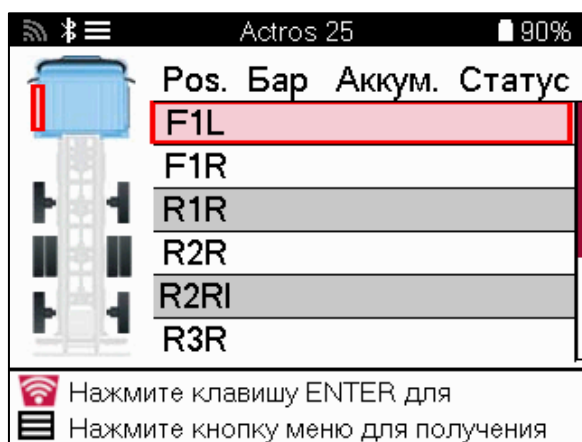 Actros 25 90%
Pos. Бар Аккум. Статус
F1L
F1R
R1R
R2R
R2RI
R3R
Нажмите клавишу ENTER для
Нажмите кнопку меню для получения